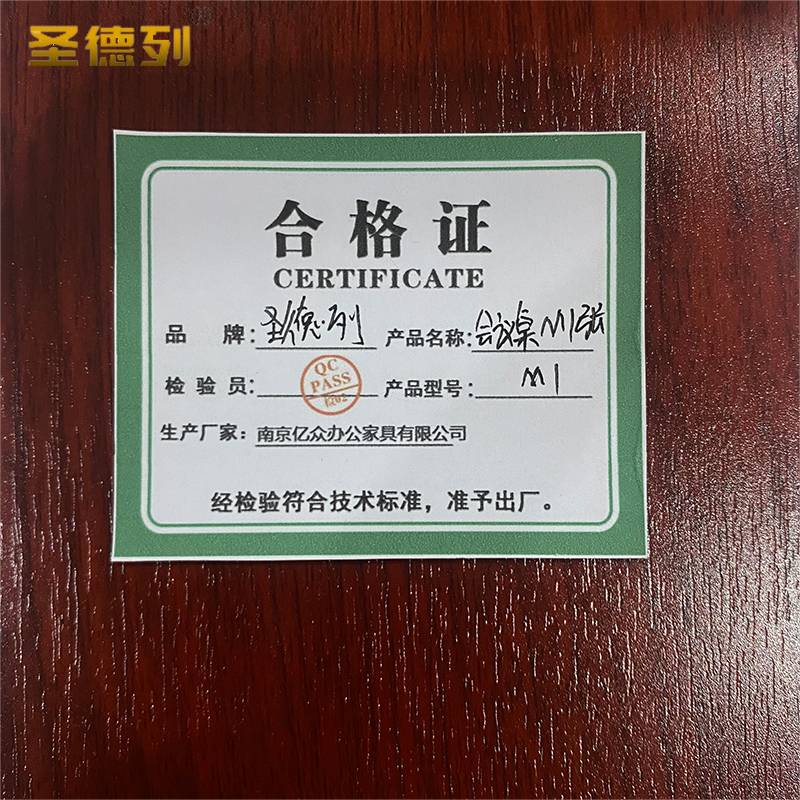 圣德列
合格证
CERTIFICATE
品 牌：圣德列 产品名称：会议桌M1张
检 验 员： QC PASS 产品型号：M1
生产厂家：南京亿众办公家具有限公司
经检验符合技术标准，准予出厂。